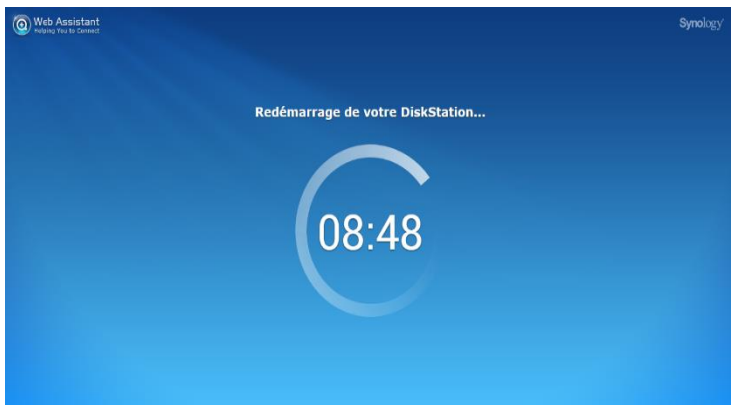 Web Assistant
Helping You to Connect
Synology
Redémarrage de votre DiskStation...
08:48